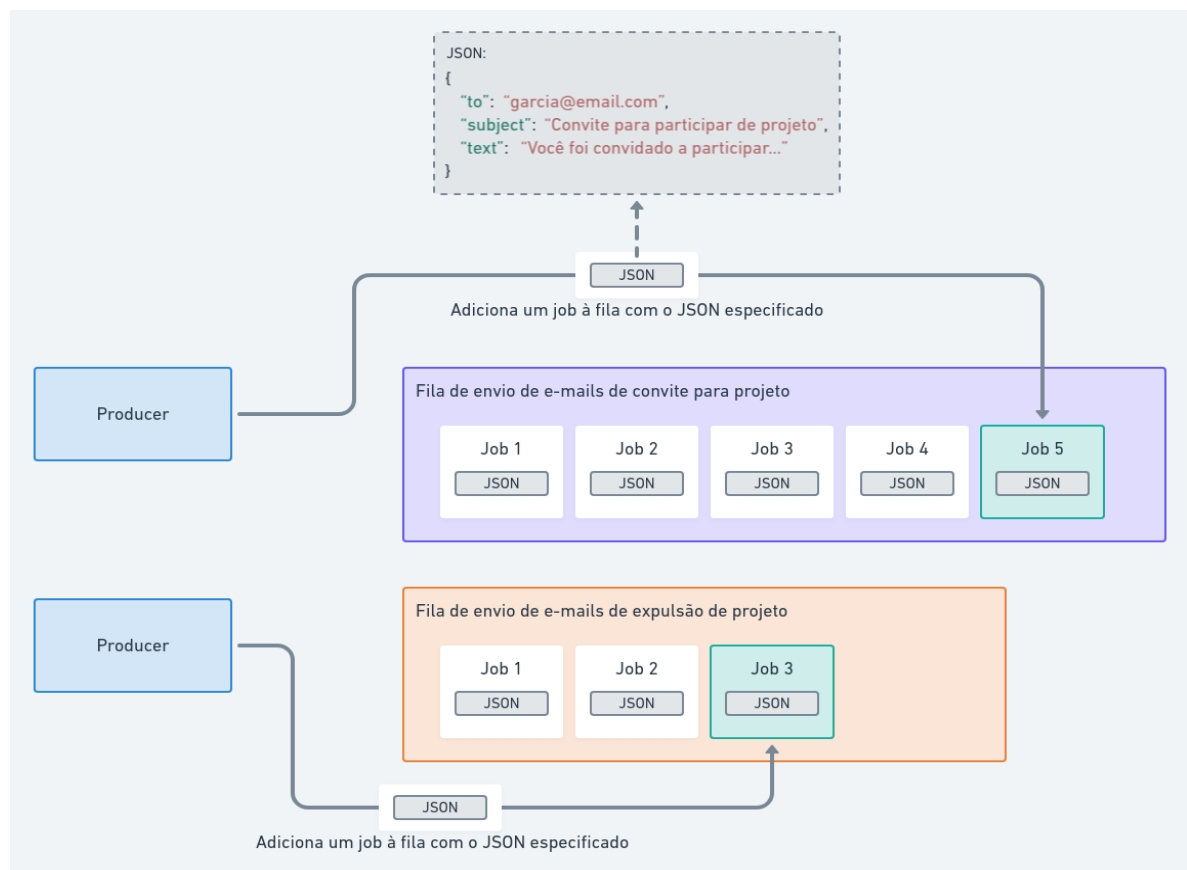 JSON:
{
“to”: “garcia@email.com”,
“subject”: “Convite para participar de projeto”,
“text”: “Você foi convidado a participar...”
}
JSON
Adiciona um job à fila com o JSON especificado
Producer
Fila de envio de e-mails de convite para projeto
Job 1
JSON
Job 2
JSON
Job 3
JSON
Job 4
JSON
Job 5
JSON
Producer
Fila de envio de e-mails de expulsão de projeto
Job 1
JSON
Job 2
JSON
Job 3
JSON
JSON
Adiciona um job à fila com o JSON especificado